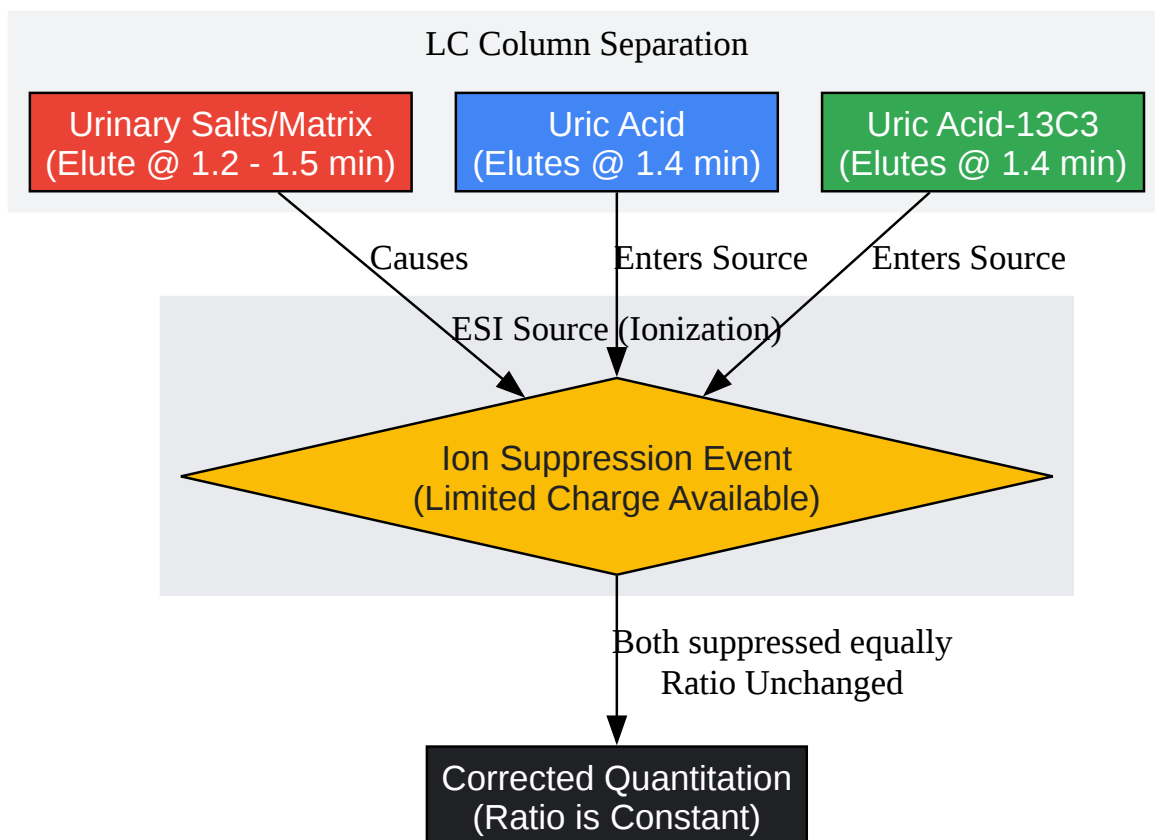 LC Column Separation
Urinary Salts/Matrix
(Elute @ 1.2 - 1.5 min)
Uric Acid
(Elutes @ 1.4 min)
Uric Acid-13C3
(Elutes @ 1.4 min)
Causes
Enters Source
Enters Source
ESI Source (Ionization)
Ion Suppression Event
(Limited Charge Available)
Both suppressed equally
Ratio Unchanged
Corrected Quantitation
(Ratio is Constant)